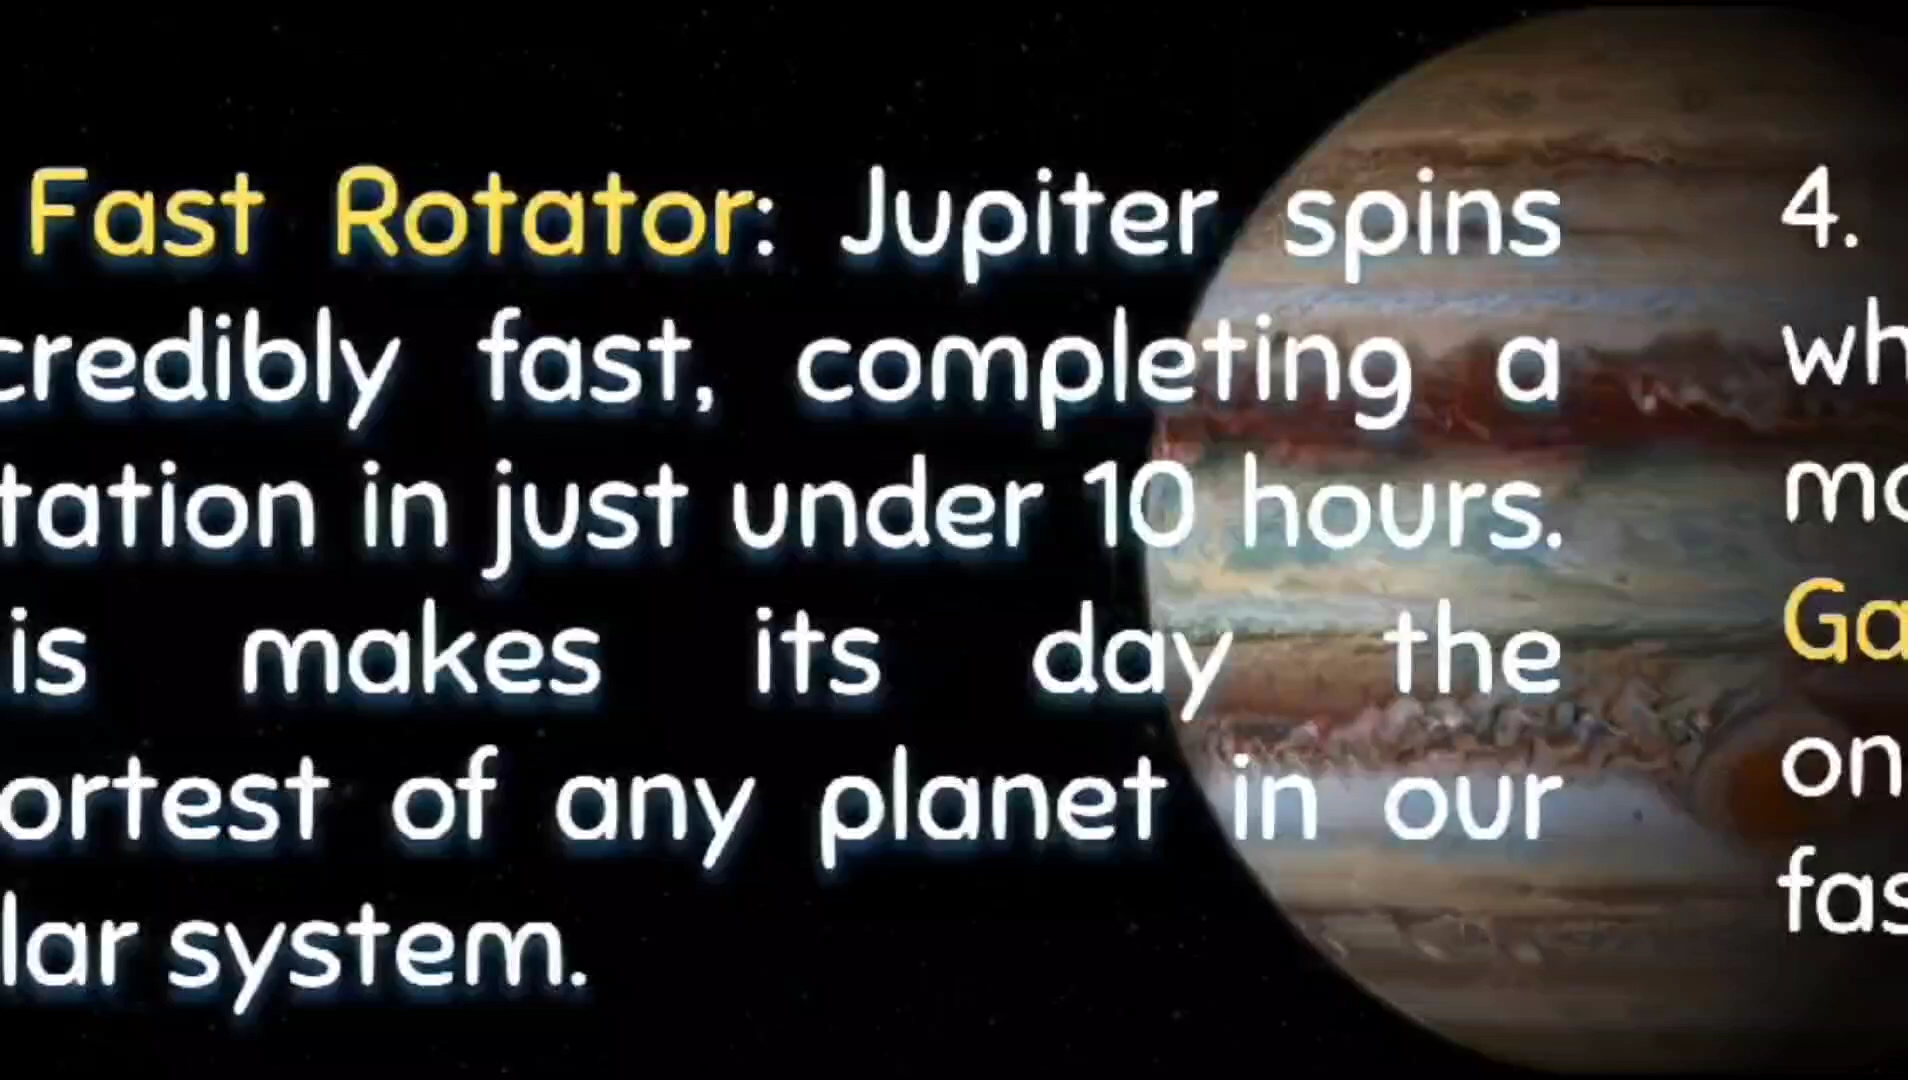 Fast Rotator: Jupiter spins
credibly fast, completing a
tation in just under 10 hours.
is makes its day the
ortest of any planet in our
lar system.
4.
wh
mo
Ga
on
fas